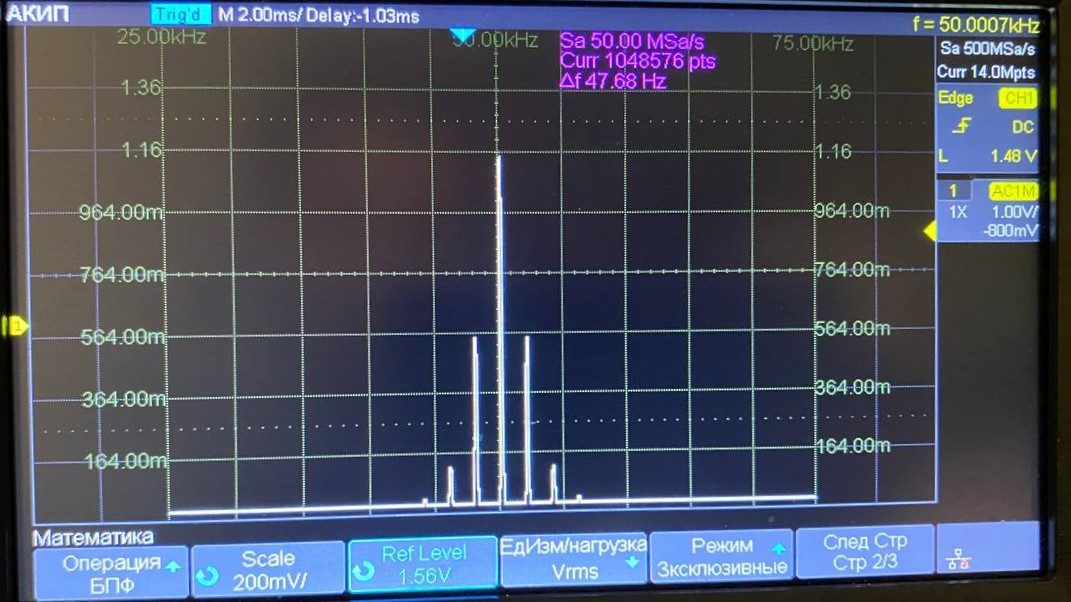 АКИП Trig'd M 2.00ms/ Delay:-1.03ms f = 50.0007kHz
25.00kHz 50.00kHz 75.00kHz
Sa 50.00 MSa/s
Curr 1048576 pts
Δf 47.68 Hz
Sa 500MSa/s
Curr 14.0Mpts
Edge CH1
DC
L 1.48 V
1 AC1M
1X 1.00V/
-800mV
1.36 1.36
1.16 1.16
964.00m 964.00m
764.00m 764.00m
1
564.00m 564.00m
364.00m 364.00m
164.00m 164.00m
Математика
Операция
БПФ
Scale
200mV/
Ref Level
1.56V
ЕдИзм/нагрузка
Vrms
Режим
Эксклюзивные
След Стр
Стр 2/3